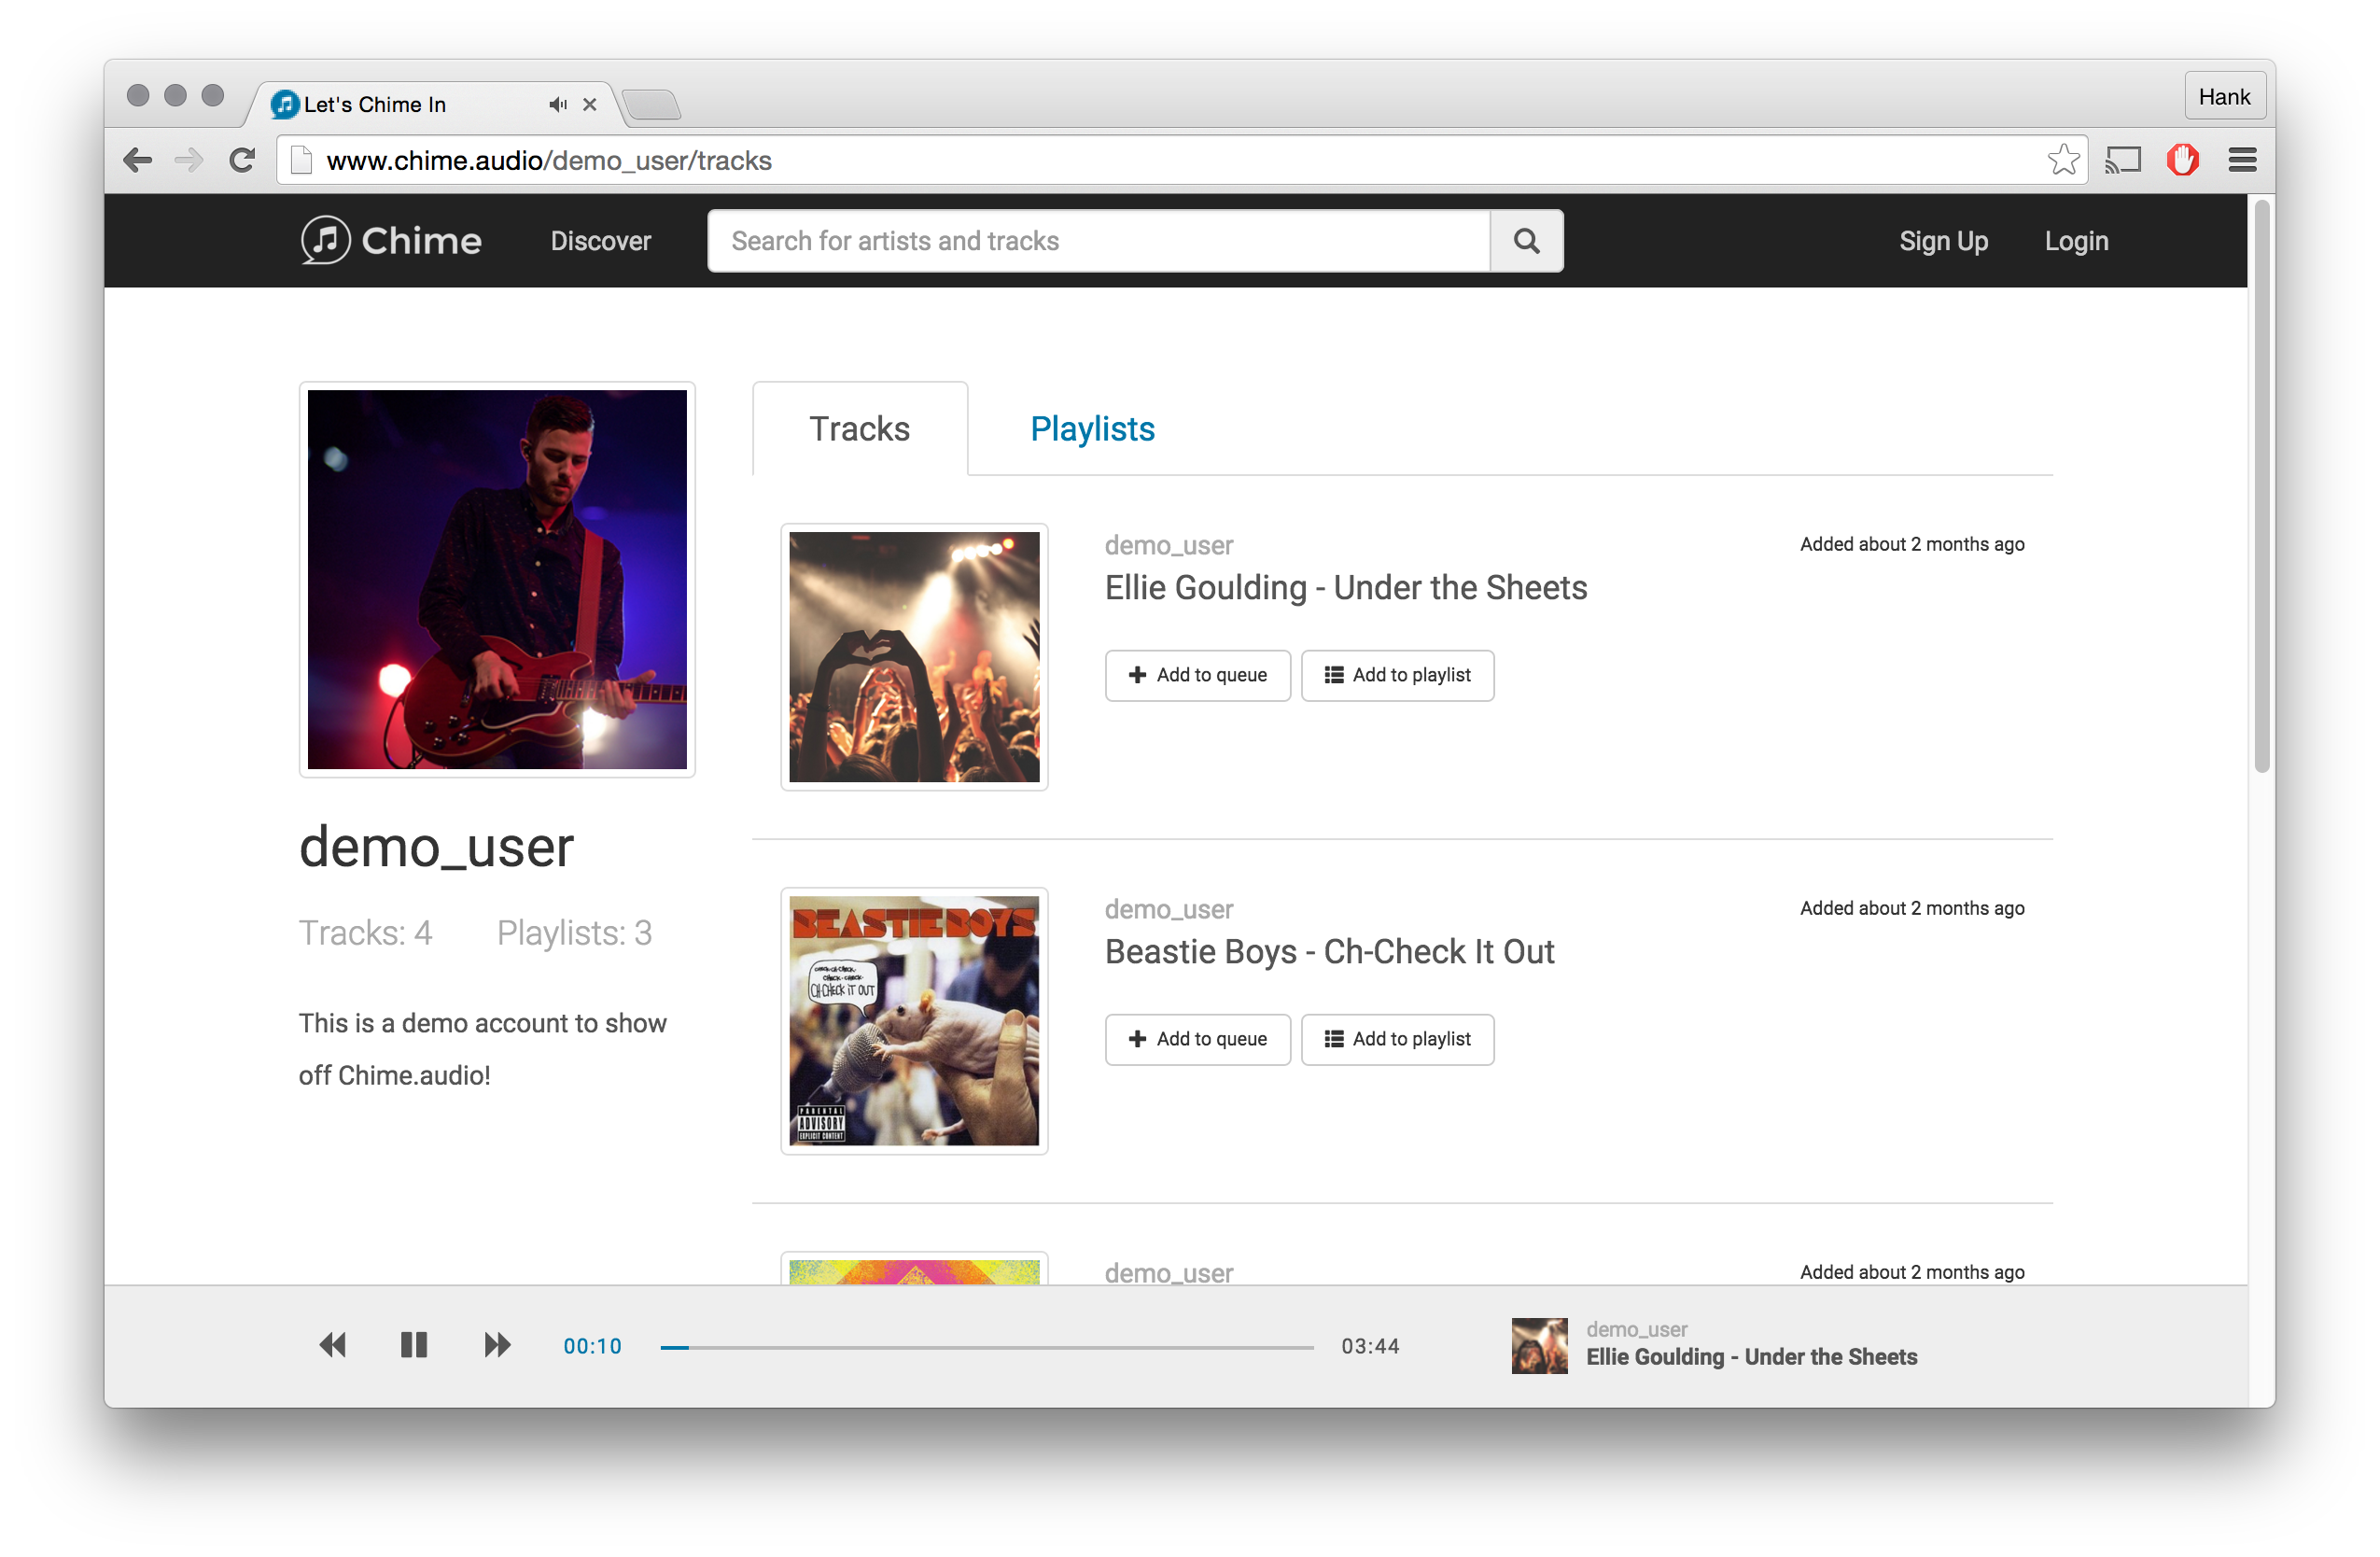 Let's Chime In
Hank
www.chime.audio/demo_user/tracks
Chime
Discover
Search for artists and tracks
Sign Up
Login
Tracks
Playlists
demo_user
Added about 2 months ago
Ellie Goulding - Under the Sheets
Add to queue
Add to playlist
demo_user
Tracks: 4
Playlists: 3
This is a demo account to show
off Chime.audio!
BEASTIE BOYS
CH-CHECK IT OUT
PARENTAL
ADVISORY
EXPLICIT CONTENT
demo_user
Added about 2 months ago
Beastie Boys - Ch-Check It Out
Add to queue
Add to playlist
demo_user
Added about 2 months ago
00:10
03:44
demo_user
Ellie Goulding - Under the Sheets